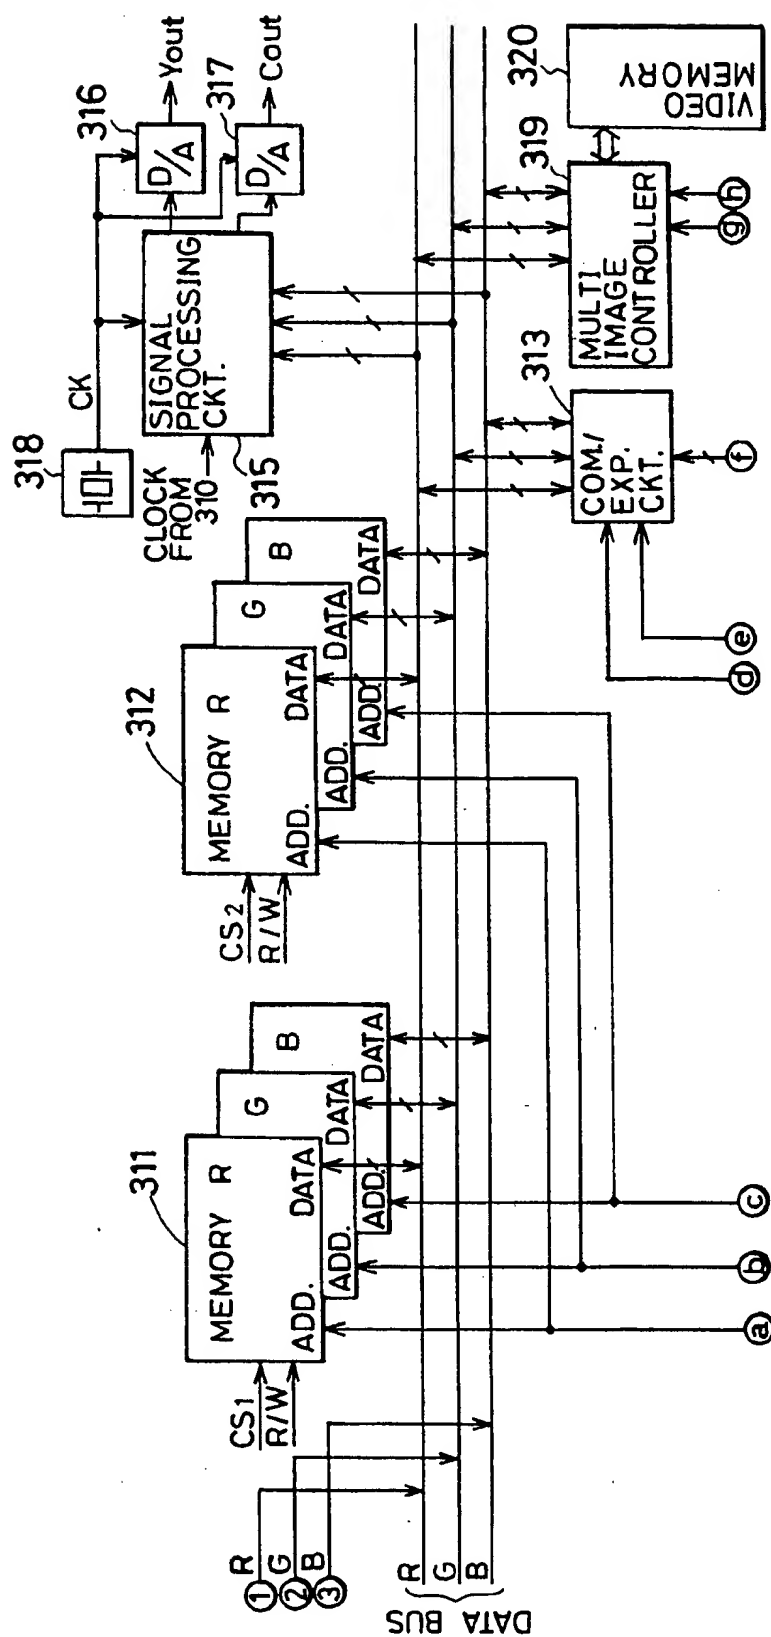 318
CK
316
D/A
Yout
317
D/A
Cout
CLOCK
FROM
310
SIGNAL
PROCESSING
CKT.
315
311
MEMORY R
G
B
DATA
DATA
DATA
ADD.
ADD.
ADD.
CS1
R/W
312
MEMORY R
G
B
DATA
DATA
DATA
ADD.
ADD.
ADD.
CS2
R/W
1 R
2 G
3 B
R
G
B
DATA BUS
313
COM./
EXP.
CKT.
319
MULTI
IMAGE
CONTROLLER
320
VIDEO
MEMORY
a
b
c
d
e
f
g
h